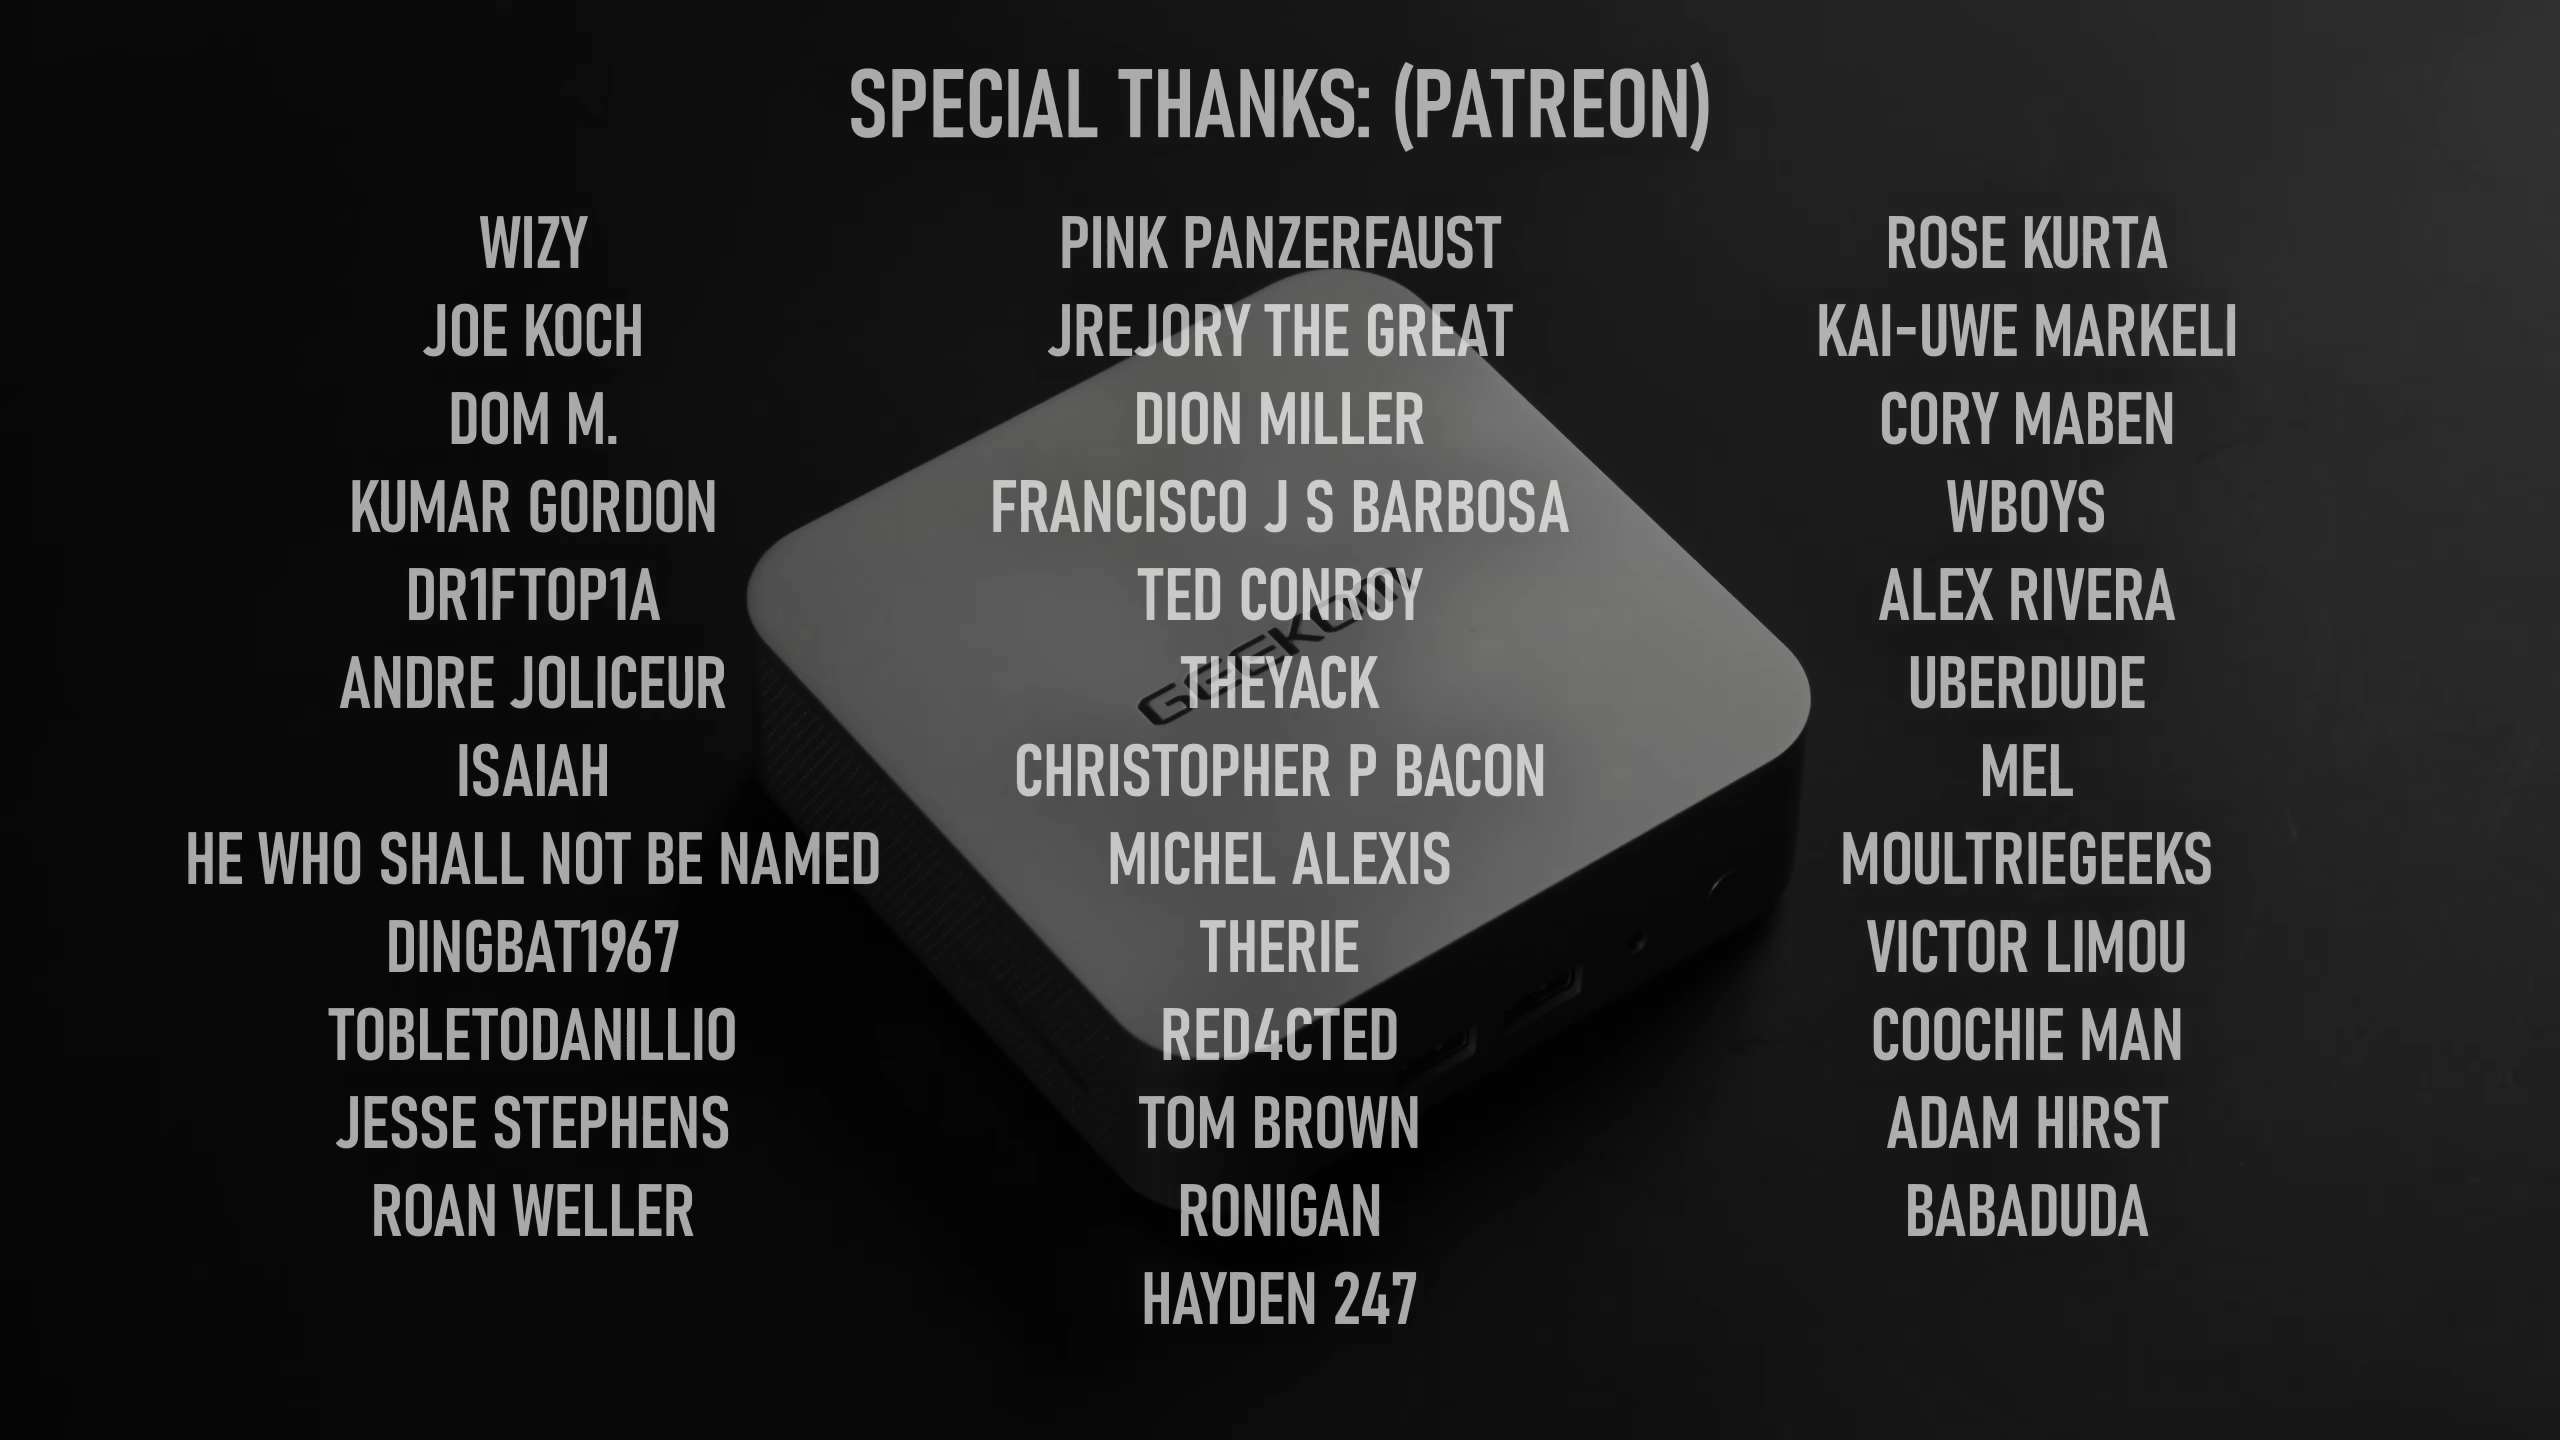 SPECIAL THANKS: (PATREON)
WIZY
JOE KOCH
DOM M.
KUMAR GORDON
DR1FTOP1A
ANDRE JOLICEUR
ISAIAH
HE WHO SHALL NOT BE NAMED
DINGBAT1967
TOBLETODANILLIO
JESSE STEPHENS
ROAN WELLER
PINK PANZERFAUST
JREJORY THE GREAT
DION MILLER
FRANCISCO J S BARBOSA
TED CONROY
THEYACK
CHRISTOPHER P BACON
MICHEL ALEXIS
THERIE
RED4CTED
TOM BROWN
RONIGAN
HAYDEN 247
ROSE KURTA
KAI-UWE MARKELI
CORY MABEN
WBOYS
ALEX RIVERA
UBERDUDE
MEL
MOULTRIEGEEKS
VICTOR LIMOU
COOCHIE MAN
ADAM HIRST
BABADUDA
GEEKOM